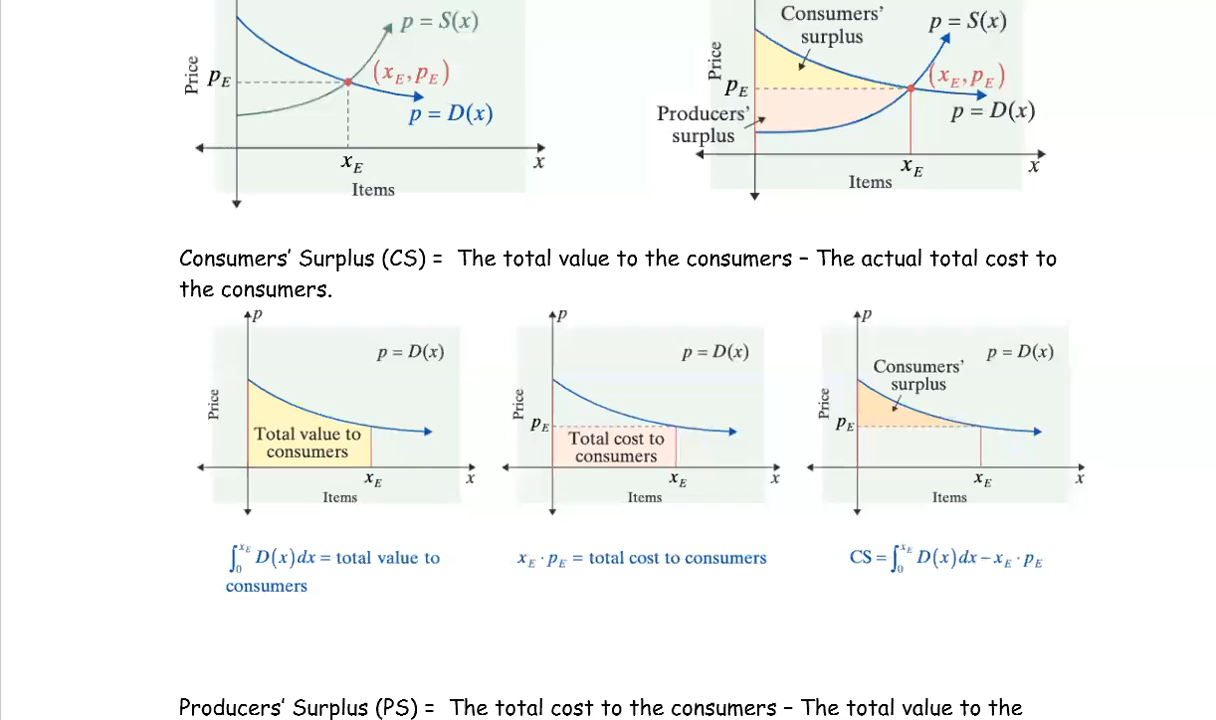 p = S(x)
Price
p_E
(x_E, p_E)
p = D(x)
x_E
x
Items
Consumers'
surplus
p = S(x)
Price
p_E
(x_E, p_E)
p = D(x)
Producers'
surplus
x_E
x
Items
Consumers' Surplus (CS) = The total value to the consumers – The actual total cost to
the consumers.
p
p = D(x)
Price
Total value to
consumers
x_E
x
Items
p
p = D(x)
Price
p_E
Total cost to
consumers
x_E
x
Items
p
p = D(x)
Consumers'
surplus
Price
p_E
x_E
x
Items
∫₀^{x_E} D(x)dx = total value to
consumers
x_E · p_E = total cost to consumers
CS = ∫₀^{x_E} D(x)dx – x_E · p_E
Producers' Surplus (PS) = The total cost to the consumers – The total value to the